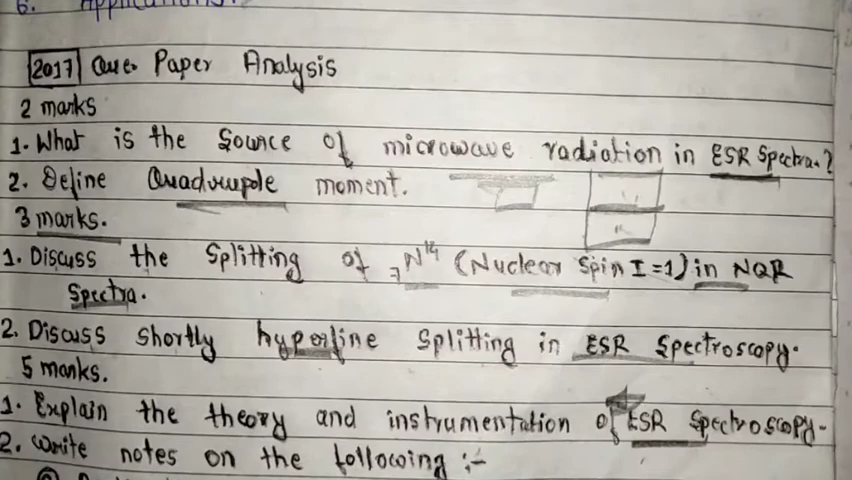 6. Applications.
2017 Que. Paper Analysis
2 marks
1. What is the Source of microwave radiation in ESR Spectra.?
2. Define Quadrupole moment.
3 marks.
1. Discuss the Splitting of ₇N¹⁴ (Nuclear Spin I=1) in NQR
Spectra.
2. Discuss Shortly hyperfine Splitting in ESR Spectroscopy.
5 marks.
1. Explain the theory and instrumentation of ESR Spectroscopy.
2. Write notes on the following :-